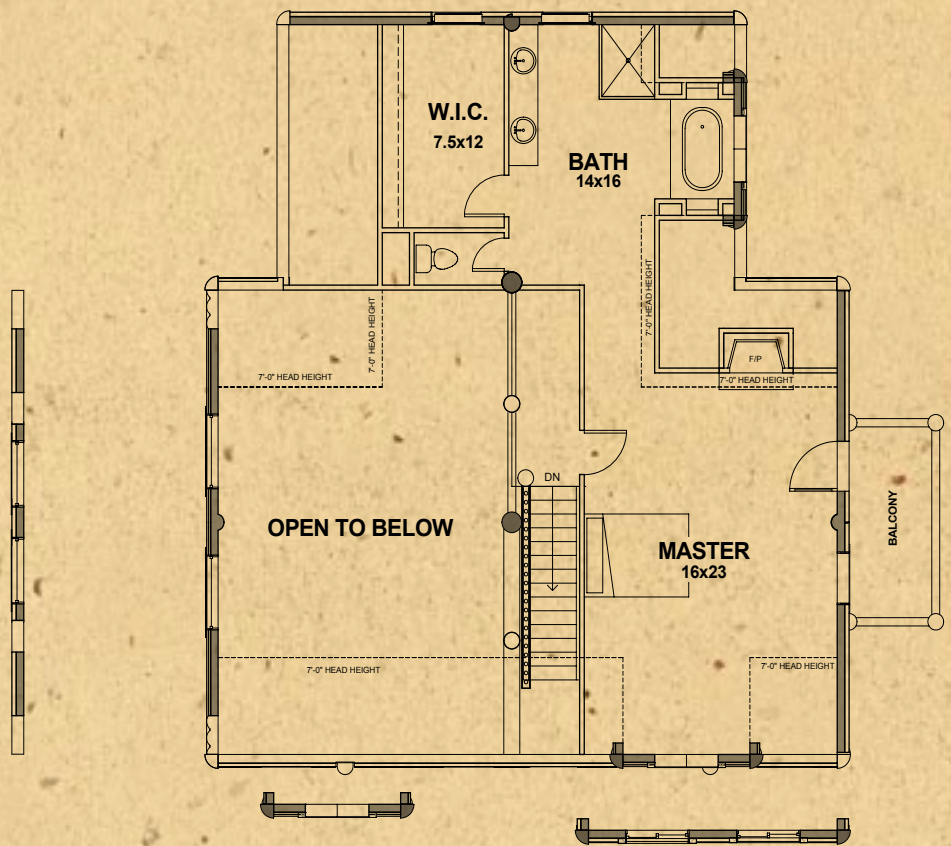 W.I.C.
7.5x12
BATH
14x16
7'-0" HEAD HEIGHT
7'-0" HEAD HEIGHT
7'-0" HEAD HEIGHT
F/P
7'-0" HEAD HEIGHT
DN
OPEN TO BELOW
MASTER
16x23
BALCONY
7'-0" HEAD HEIGHT
7'-0" HEAD HEIGHT